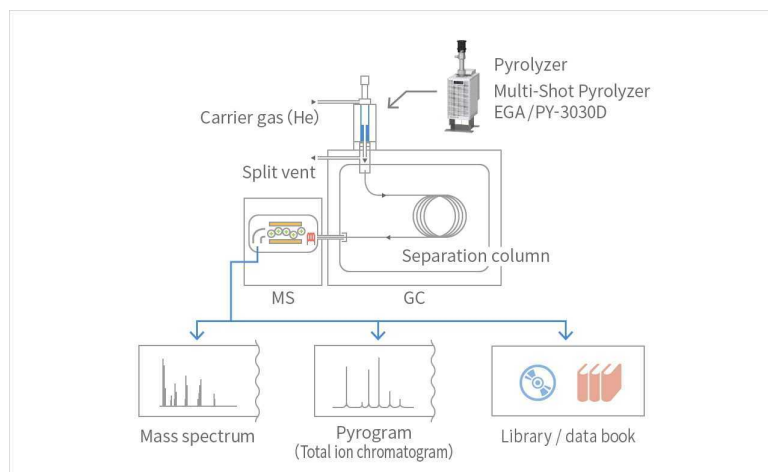 Pyrolyzer
Multi-Shot Pyrolyzer
EGA/PY-3030D
Carrier gas (He)
Split vent
Separation column
MS
GC
Mass spectrum
Pyrogram
(Total ion chromatogram)
Library / data book